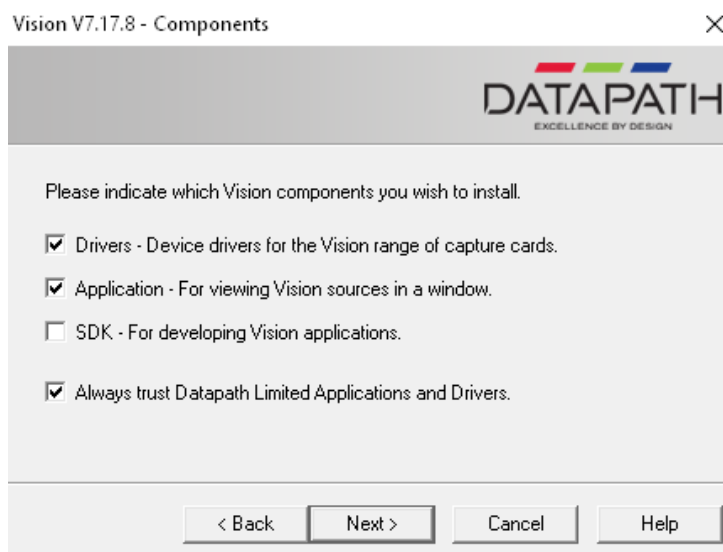 Vision V7.17.8 - Components
DATAPATH
EXCELLENCE BY DESIGN
Please indicate which Vision components you wish to install.
Drivers - Device drivers for the Vision range of capture cards.
Application - For viewing Vision sources in a window.
SDK - For developing Vision applications.
Always trust Datapath Limited Applications and Drivers.
< Back Next > Cancel Help